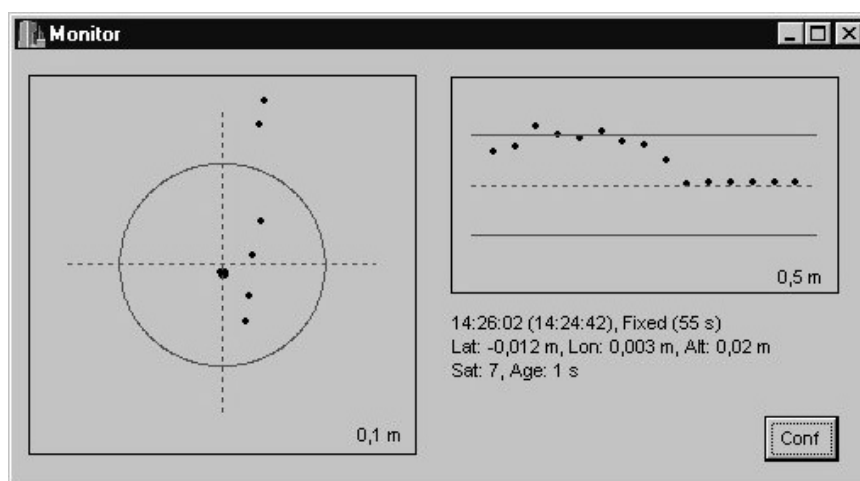 Monitor
0,1 m
0,5 m
14:26:02 (14:24:42), Fixed (55 s)
Lat: -0,012 m, Lon: 0,003 m, Alt: 0,02 m
Sat: 7, Age: 1 s
Conf